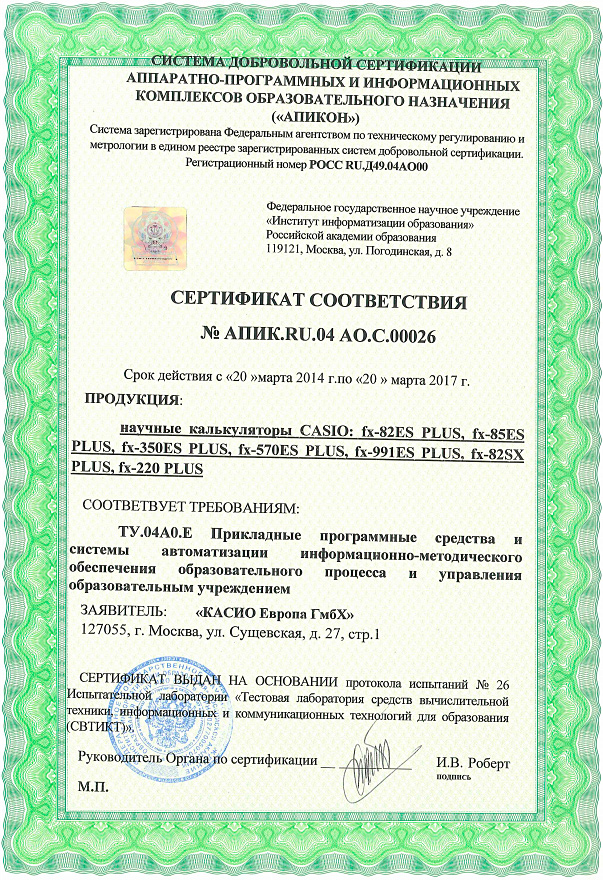 СИСТЕМА ДОБРОВОЛЬНОЙ СЕРТИФИКАЦИИ
АППАРАТНО-ПРОГРАММНЫХ И ИНФОРМАЦИОННЫХ
КОМПЛЕКСОВ ОБРАЗОВАТЕЛЬНОГО НАЗНАЧЕНИЯ
(«АПИКОН»)
Система зарегистрирована Федеральным агентством по техническому регулированию и
метрологии в едином реестре зарегистрированных систем добровольной сертификации.
Регистрационный номер РОСС RU.Д49.04АО00
Федеральное государственное научное учреждение
«Институт информатизации образования»
Российской академии образования
119121, Москва, ул. Погодинская, д. 8
СЕРТИФИКАТ СООТВЕТСТВИЯ
№ АПИК.RU.04 АО.С.00026
Срок действия с «20 »марта 2014 г.по «20 » марта 2017 г.
ПРОДУКЦИЯ:
научные калькуляторы CASIO: fx-82ES PLUS, fx-85ES
PLUS, fx-350ES PLUS, fx-570ES PLUS, fx-991ES PLUS, fx-82SX
PLUS, fx-220 PLUS
СООТВЕТВУЕТ ТРЕБОВАНИЯМ:
ТУ.04А0.Е Прикладные программные средства и
системы автоматизации информационно-методического
обеспечения образовательного процесса и управления
образовательным учреждением
ЗАЯВИТЕЛЬ: «КАСИО Европа ГмбХ»
127055, г. Москва, ул. Сущевская, д. 27, стр.1
СЕРТИФИКАТ ВЫДАН НА ОСНОВАНИИ протокола испытаний № 26
Испытательной лаборатории «Тестовая лаборатория средств вычислительной
техники, информационных и коммуникационных технологий для образования
(СВТИКТ)».
Руководитель Органа по сертификации
И.В. Роберт
подпись
М.П.